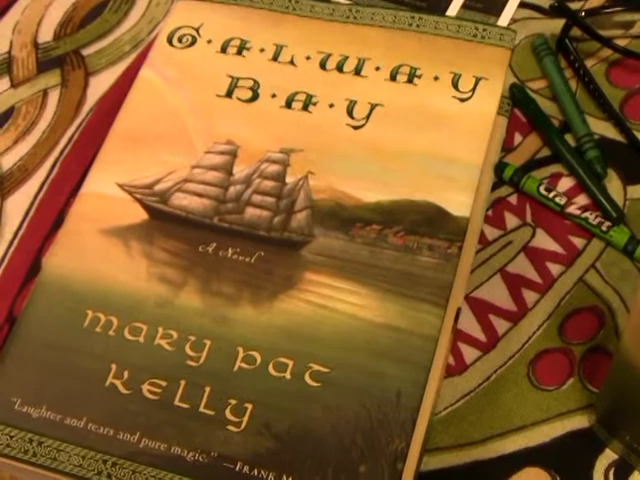 G·A·L·W·A·Y
B·A·Y
A Novel
mary pat
kelly
"Laughter and tears and pure magic." —FRANK
Cra-Z-Art